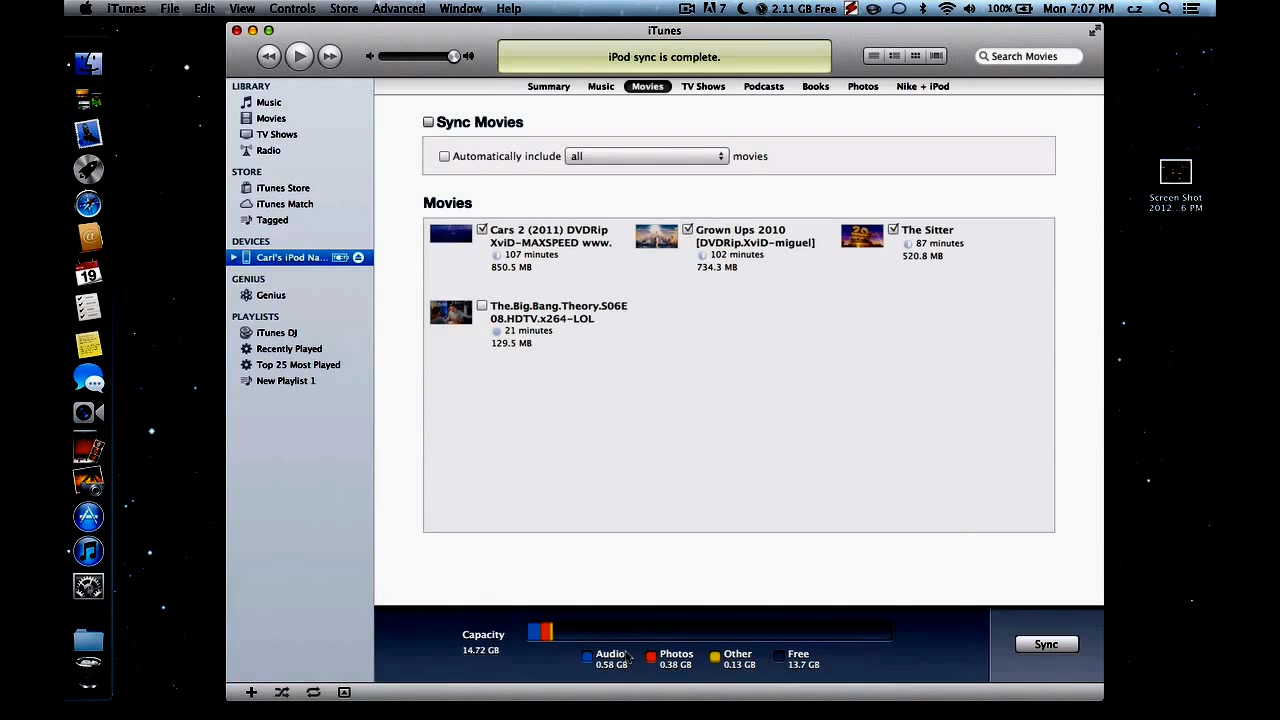 iTunes File Edit View Controls Store Advanced Window Help
7 2.11 GB Free 100% Mon 7:07 PM c.z
iTunes
iPod sync is complete.
Search Movies
LIBRARY
Music
Movies
TV Shows
Radio
STORE
iTunes Store
iTunes Match
Tagged
DEVICES
Carl's iPod Na...
GENIUS
Genius
PLAYLISTS
iTunes DJ
Recently Played
Top 25 Most Played
New Playlist 1
Summary Music Movies TV Shows Podcasts Books Photos Nike + iPod
Sync Movies
Automatically include all movies
Movies
Cars 2 (2011) DVDRip
XviD-MAXSPEED www.
107 minutes
850.5 MB
Grown Ups 2010
[DVDRip.XviD-miguel]
102 minutes
734.3 MB
The Sitter
87 minutes
520.8 MB
The.Big.Bang.Theory.S06E
08.HDTV.x264-LOL
21 minutes
129.5 MB
Capacity
14.72 GB
Audio
0.58 GB
Photos
0.38 GB
Other
0.13 GB
Free
13.7 GB
Sync
Screen Shot
2012...6 PM
19